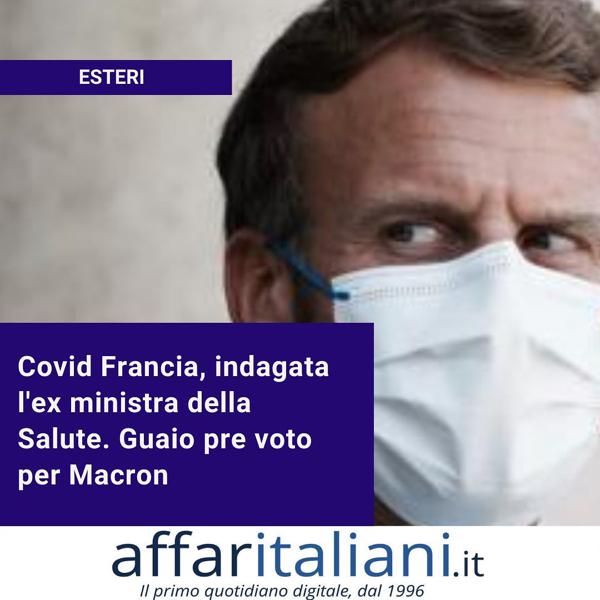 ESTERI
Covid Francia, indagata
l'ex ministra della
Salute. Guaio pre voto
per Macron
affaritaliani.it
Il primo quotidiano digitale, dal 1996